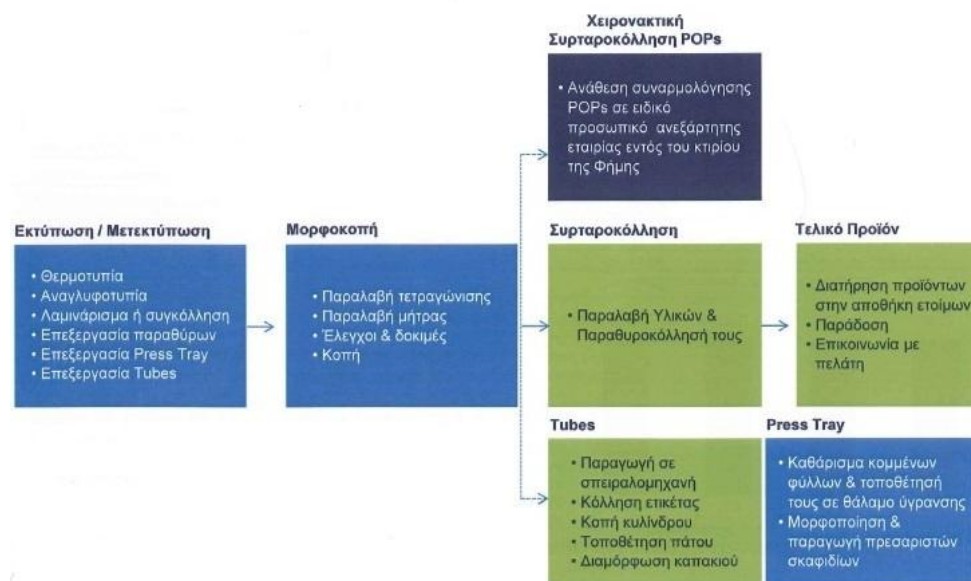 Χειρονακτική
Συρταροκόλληση POPs
• Ανάθεση συναρμολόγησης
POPs σε ειδικό
προσωπικό ανεξάρτητης
εταιρίας εντός του κτιρίου
της Φήμης
Εκτύπωση / Μετεκτύπωση
• Θερμοτυπία
• Αναγλυφοτυπία
• Λαμινάρισμα ή συγκόλληση
• Επεξεργασία παραθύρων
• Επεξεργασία Press Tray
• Επεξεργασία Tubes
Μορφοκοπή
• Παραλαβή τετραγώνισης
• Παραλαβή μήτρας
• Έλεγχοι & δοκιμές
• Κοπή
Συρταροκόλληση
• Παραλαβή Υλικών &
Παραθυροκόλλησή τους
Τελικό Προϊόν
• Διατήρηση προϊόντων
στην αποθήκη ετοίμων
• Παράδοση
• Επικοινωνία με
πελάτη
Tubes
• Παραγωγή σε
σπειραλομηχανή
• Κόλληση ετικέτας
• Κοπή κυλίνδρου
• Τοποθέτηση πάτου
• Διαμόρφωση καπακιού
Press Tray
• Καθάρισμα κομμένων
φύλλων & τοποθέτησή
τους σε θάλαμο ύγρανσης
• Μορφοποίηση &
παραγωγή πρεσαριστών
σκαφιδίων